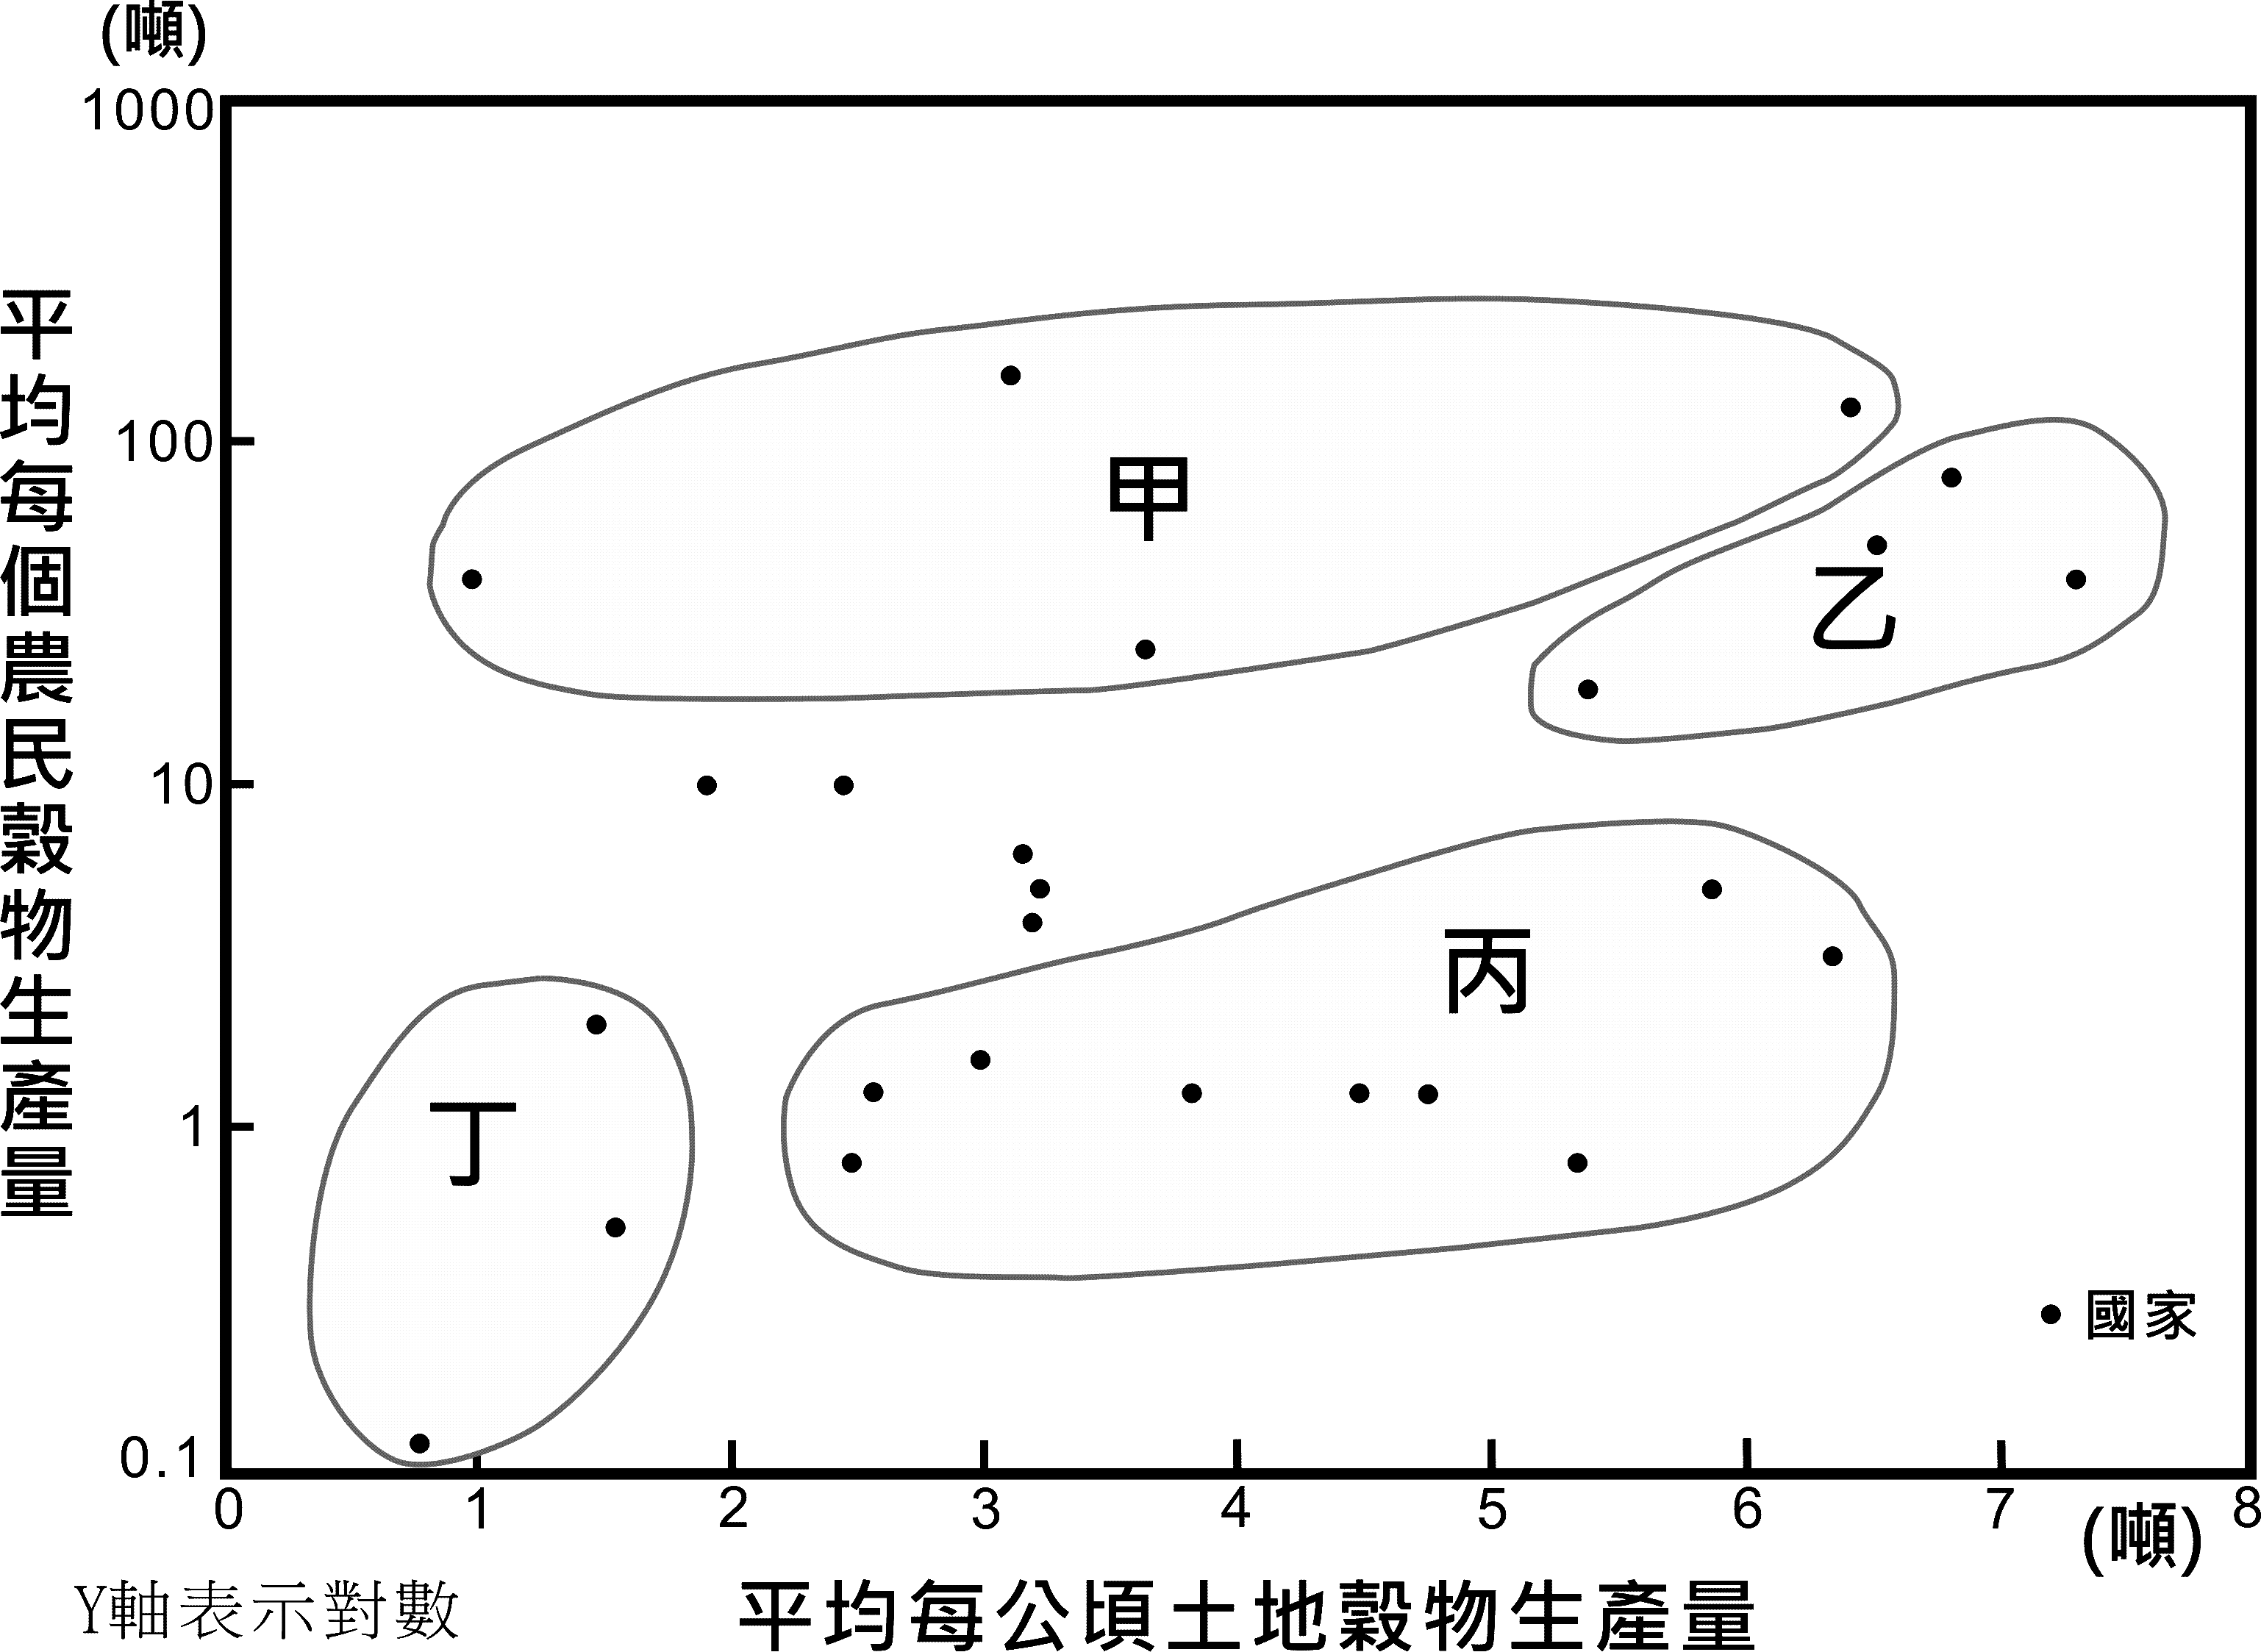 (噸)
1000
100
10
1
0.1
平均每個農民穀物生產量
甲
乙
丙
丁
國家
0 1 2 3 4 5 6 7 8
(噸)
Y軸表示對數
平均每公頃土地穀物生產量